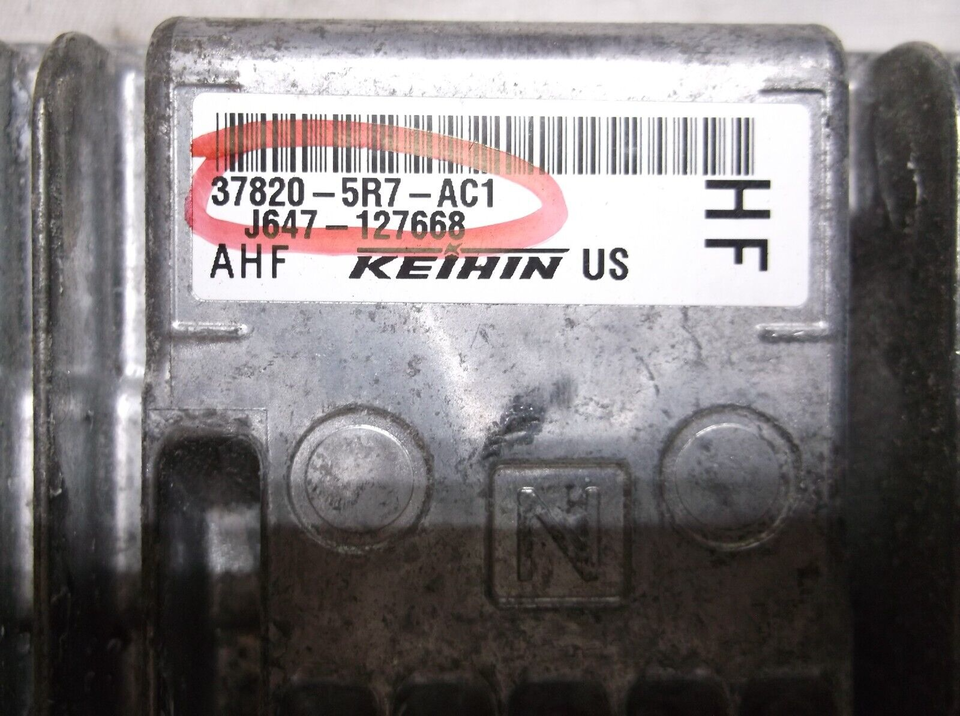 37820-5R7-AC1
J647-127668
AHF KEIHIN US
HF
N